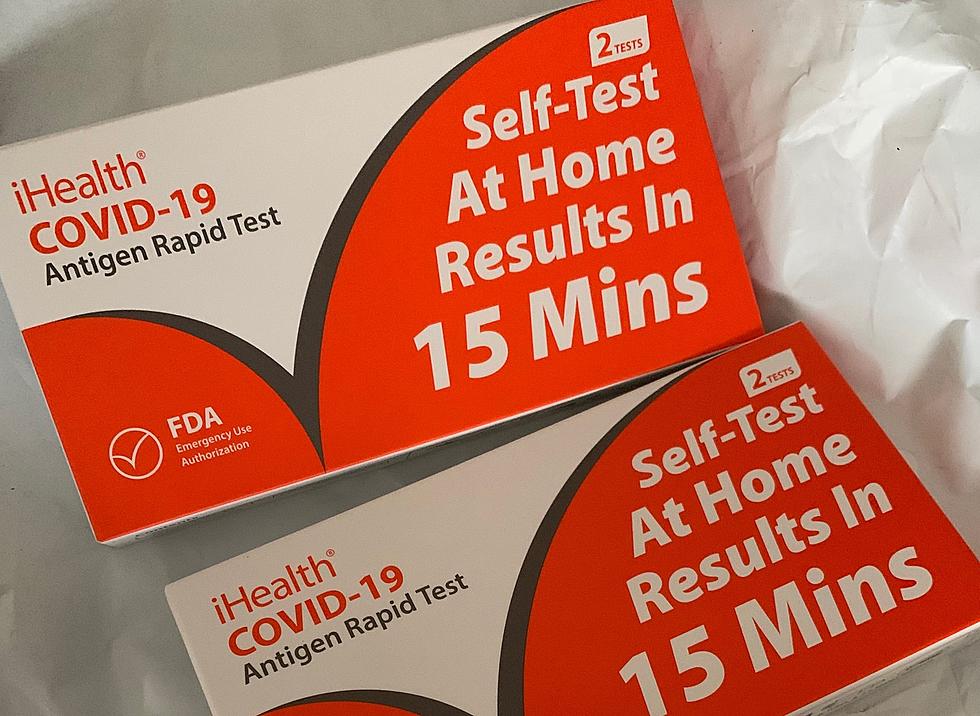 2 TESTS
Self-Test
At Home
Results In
15 Mins
iHealth®
COVID-19
Antigen Rapid Test
FDA
Emergency Use
Authorization
2 TESTS
Self-Test
At Home
Results In
15 Mins
iHealth®
COVID-19
Antigen Rapid Test